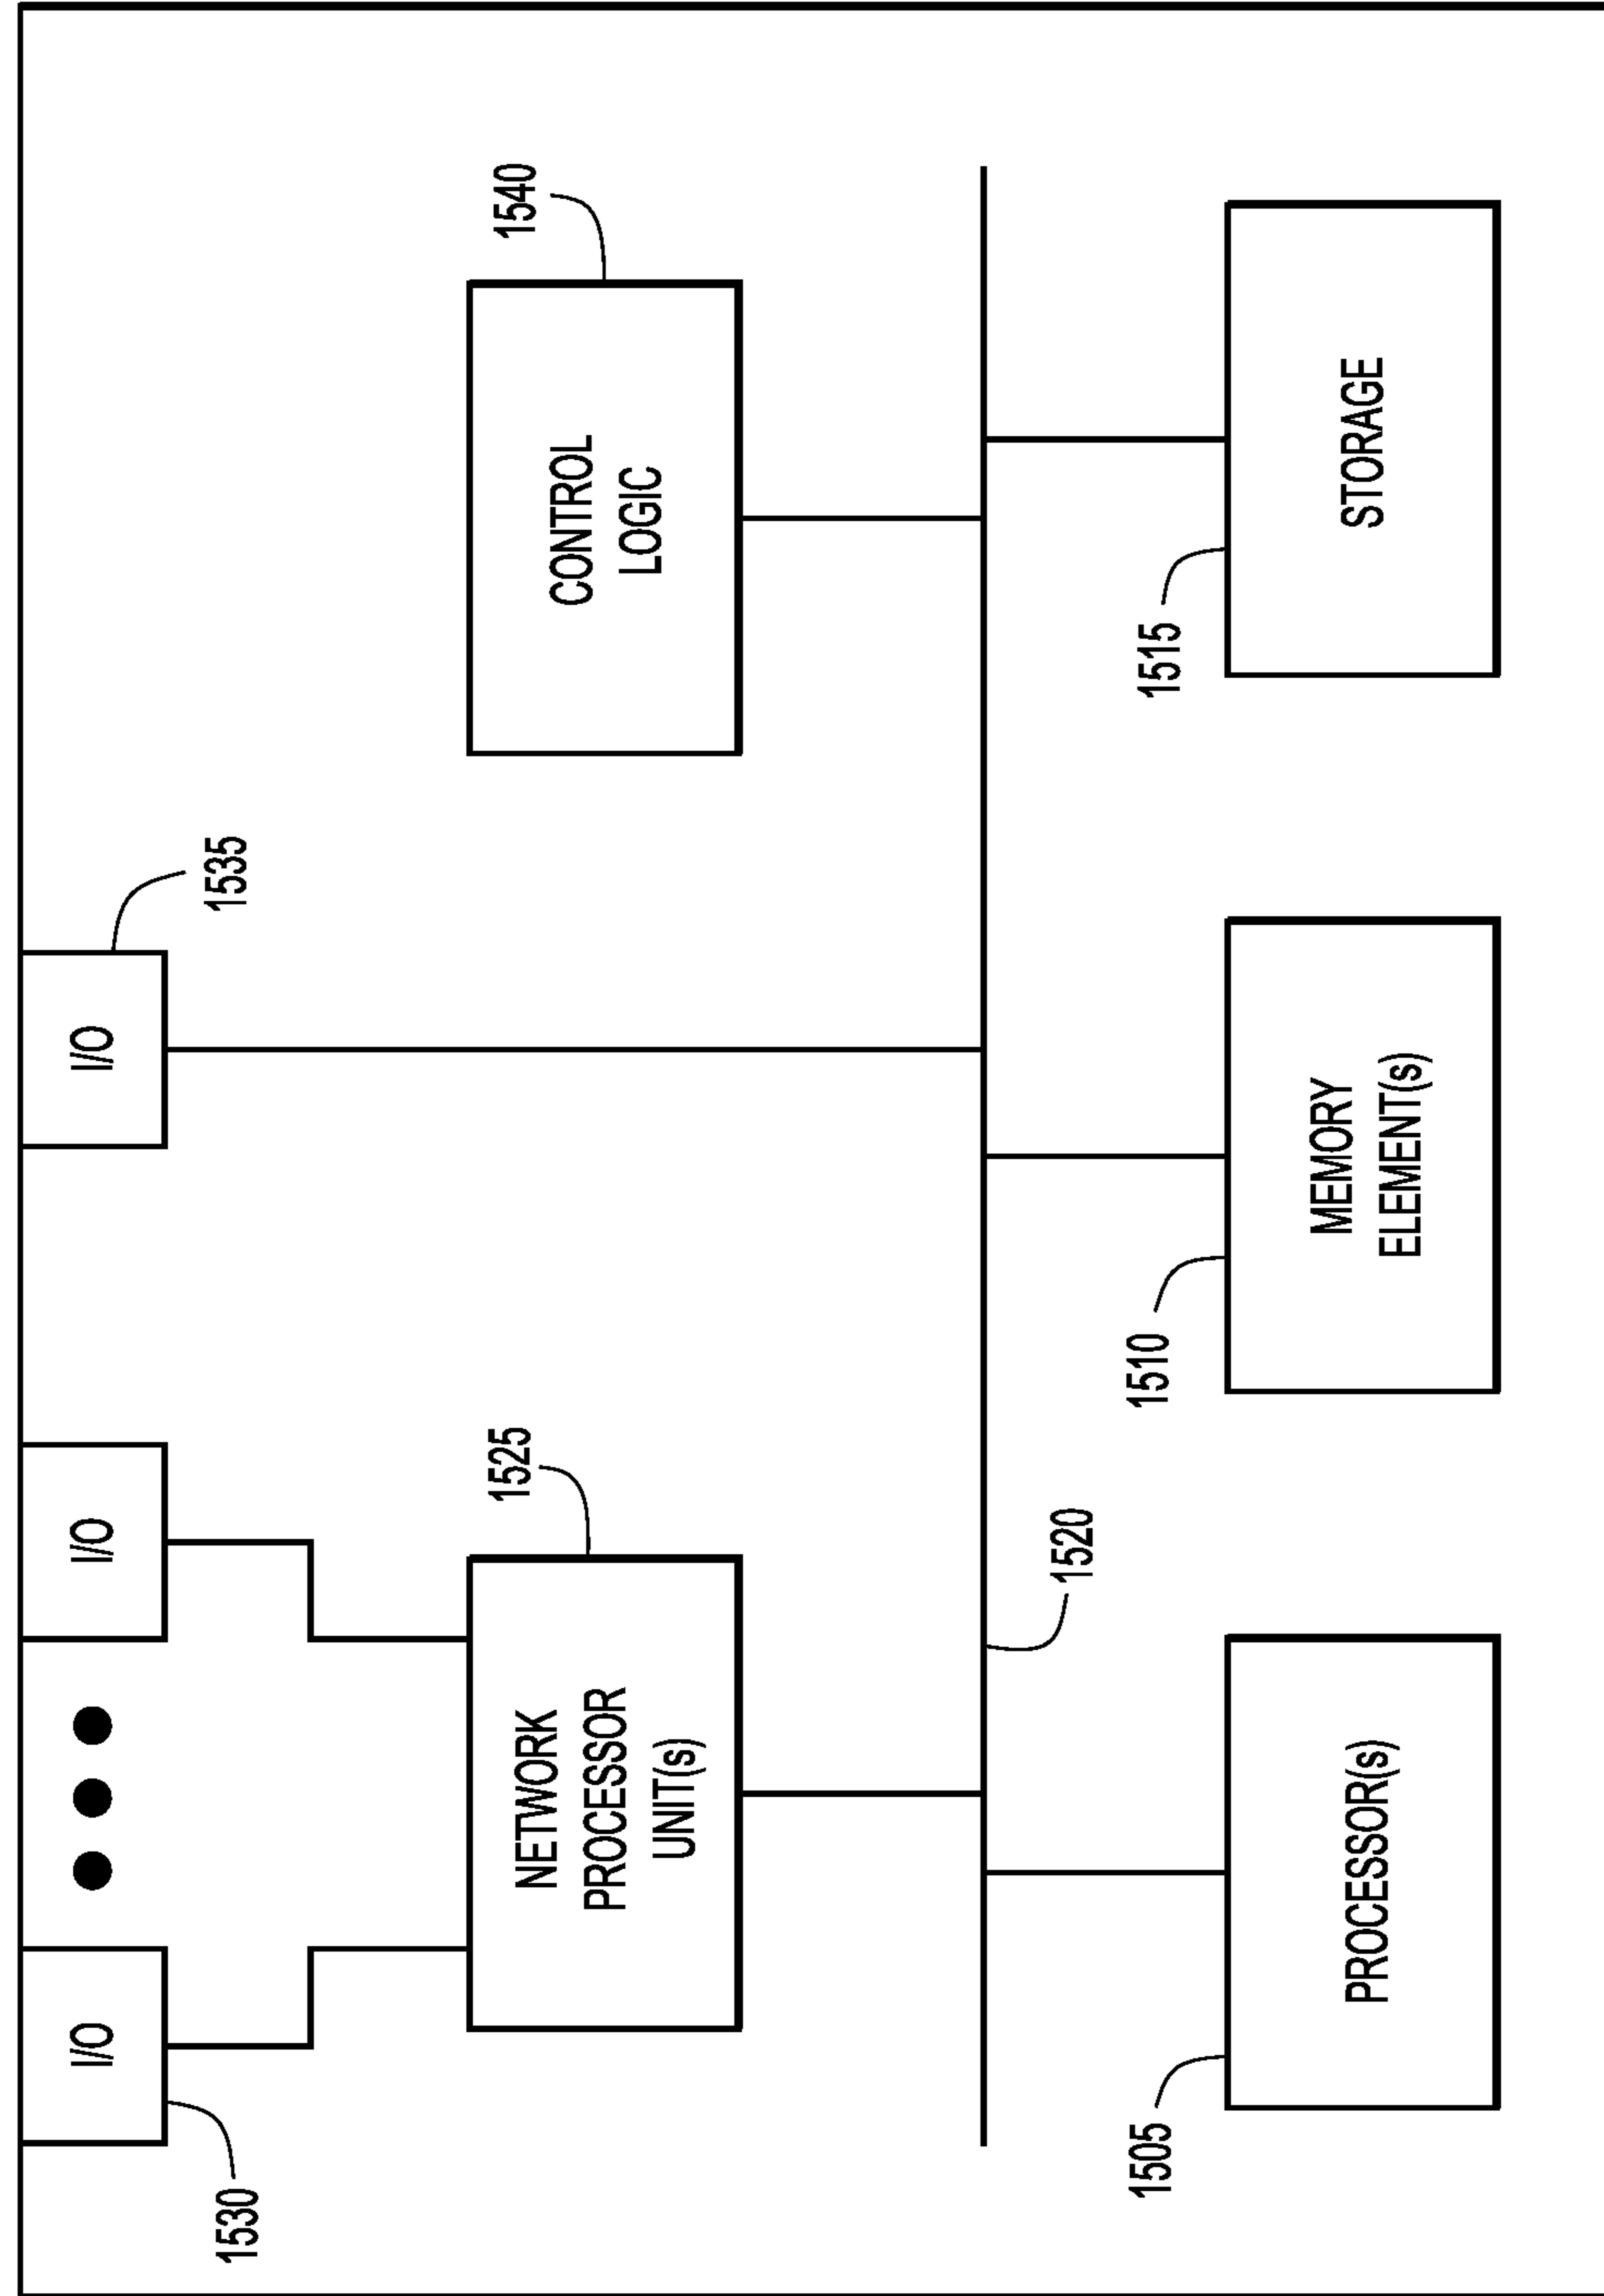 I/O
I/O
I/O
1530
1535
1525
1540
NETWORK
PROCESSOR
UNIT(s)
CONTROL
LOGIC
1520
1505
1510
1515
PROCESSOR(s)
MEMORY
ELEMENT(s)
STORAGE